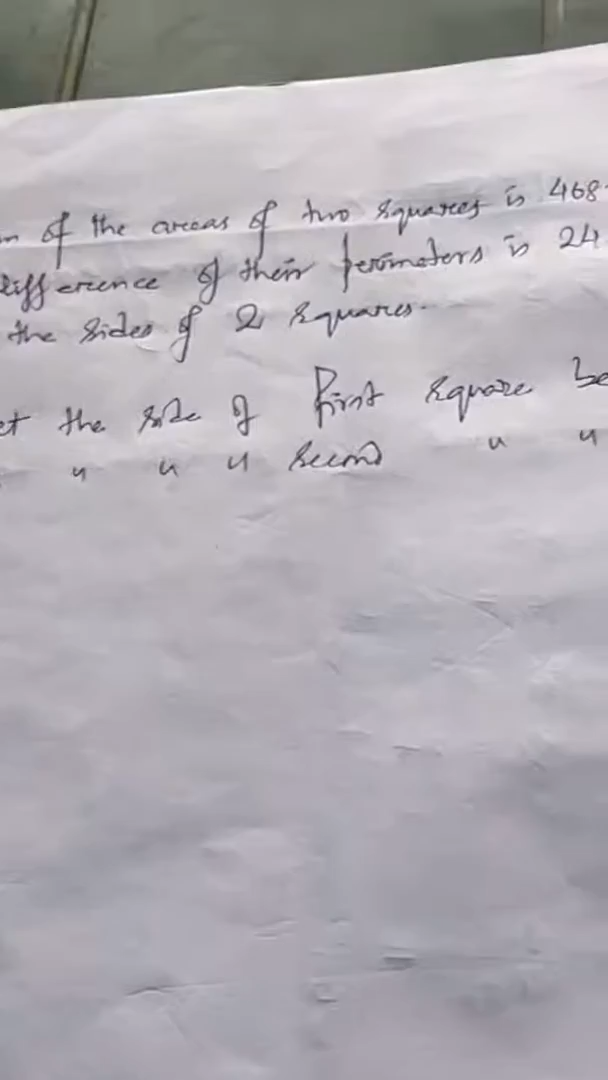 of the areas of two squares is 468
difference of their perimeters is 24
the sides of 2 squares.
the side of first square be
" " " second " "